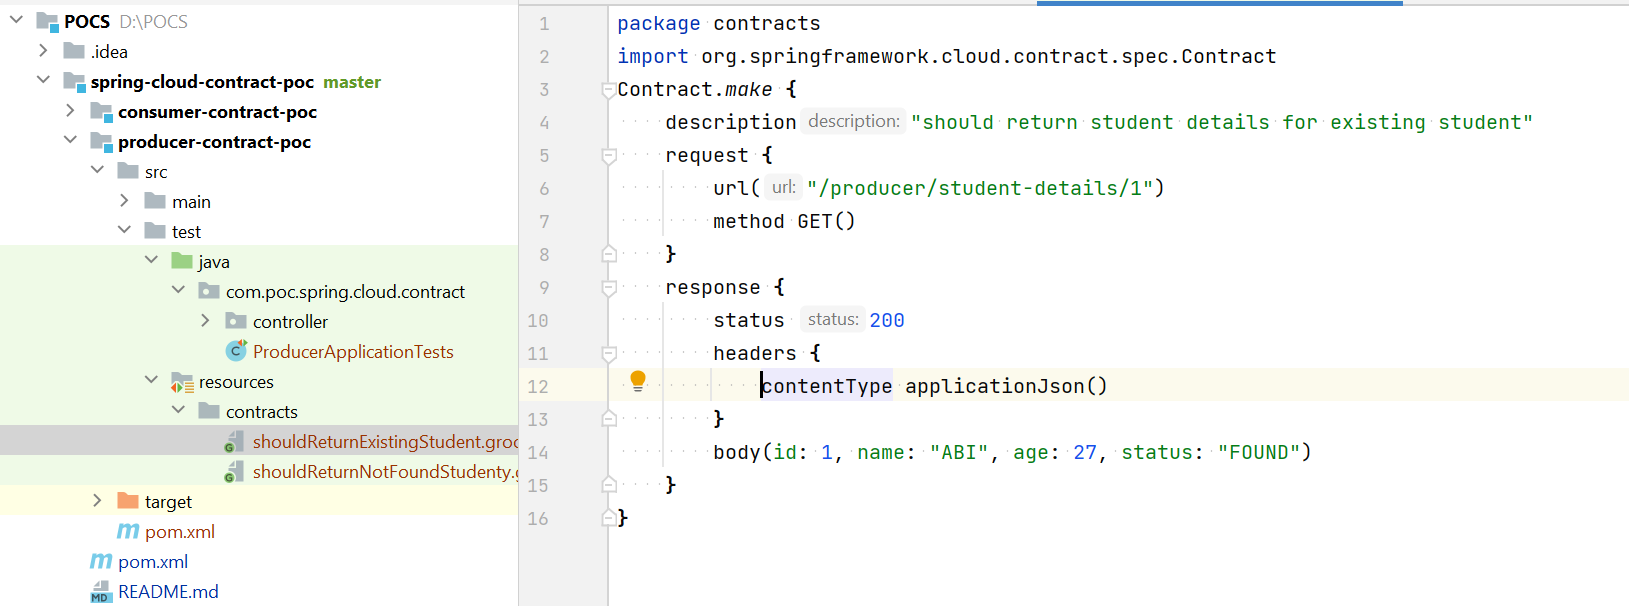 POCS D:\POCS
.idea
spring-cloud-contract-poc master
consumer-contract-poc
producer-contract-poc
src
main
test
java
com.poc.spring.cloud.contract
controller
C ProducerApplicationTests
resources
contracts
G shouldReturnExistingStudent.groo
G shouldReturnNotFoundStudenty.g
target
m pom.xml
m pom.xml
MD README.md
1 package contracts
2 import org.springframework.cloud.contract.spec.Contract
3 Contract.make {
4 description description: "should return student details for existing student"
5 request {
6 url( url: "/producer/student-details/1")
7 method GET()
8 }
9 response {
10 status status: 200
11 headers {
12 contentType applicationJson()
13 }
14 body(id: 1, name: "ABI", age: 27, status: "FOUND")
15 }
16 }